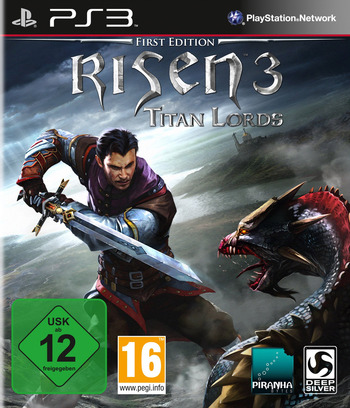 PS3
PlayStation®Network
FIRST EDITION
RISEN 3
TITAN LORDS
USK
ab
12
freigegeben
16
www.pegi.info
PIRANHA
BYTES
DEEP
SILVER